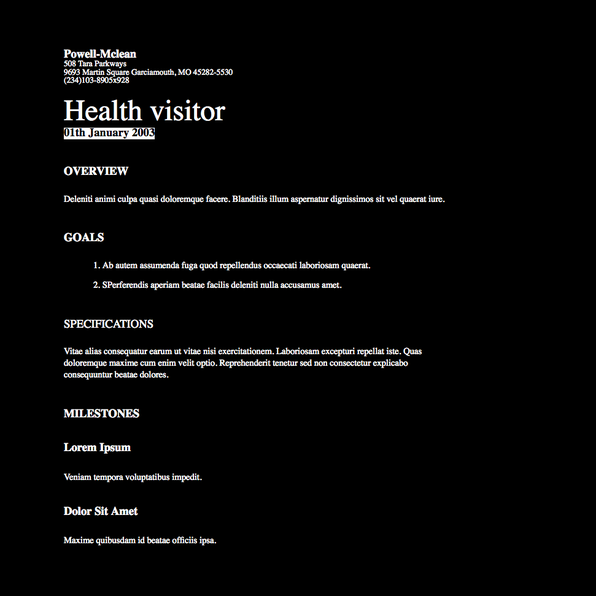 Powell-Mclean
508 Tara Parkways
9693 Martin Square Garciamouth, MO 45282-5530
(234)103-8905x928
Health visitor
01th January 2003
OVERVIEW
Deleniti animi culpa quasi doloremque facere. Blanditiis illum aspernatur dignissimos sit vel quaerat iure.
GOALS
1. Ab autem assumenda fuga quod repellendus occaecati laboriosam quaerat.
2. SPerferendis aperiam beatae facilis deleniti nulla accusamus amet.
SPECIFICATIONS
Vitae alias consequatur earum ut vitae nisi exercitationem. Laboriosam excepturi repellat iste. Quas
doloremque maxime cum enim velit optio. Reprehenderit tenetur sed non consectetur explicabo
consequuntur beatae dolores.
MILESTONES
Lorem Ipsum
Veniam tempora voluptatibus impedit.
Dolor Sit Amet
Maxime quibusdam id beatae officiis ipsa.